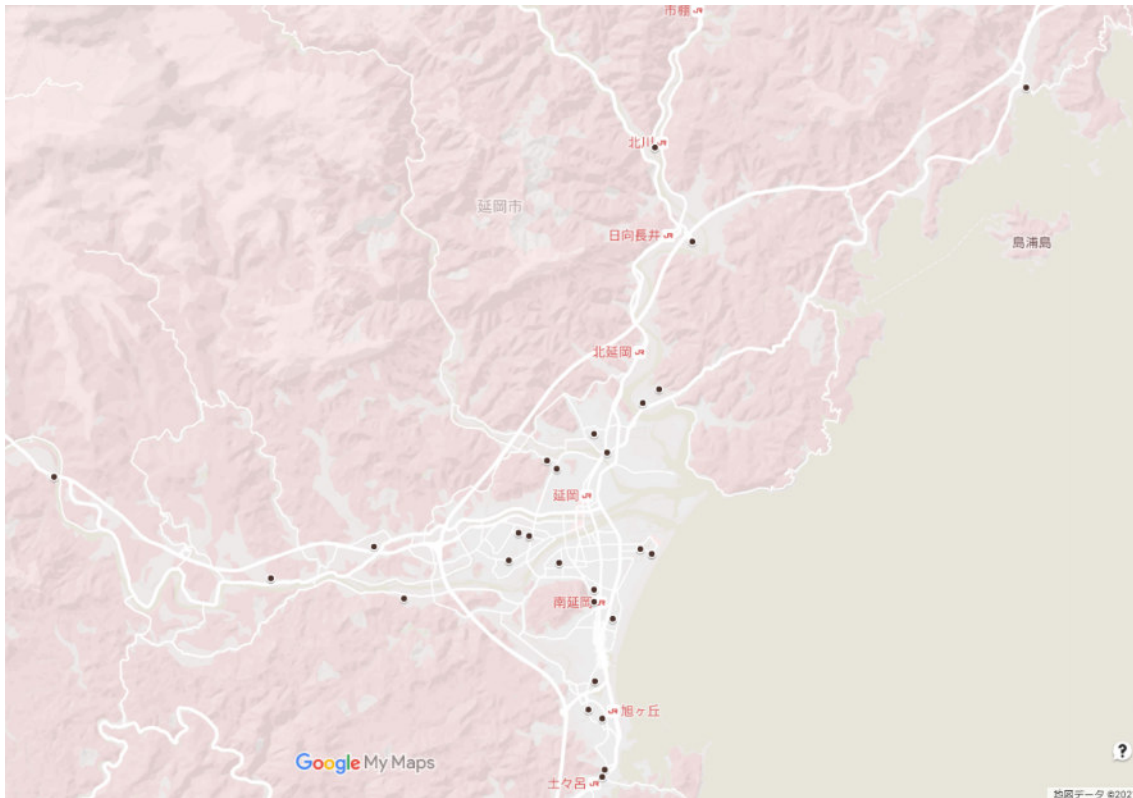 市棚
北川
延岡市
日向長井
島浦島
北延岡
延岡
南延岡
旭ヶ丘
Google My Maps
土々呂
?
地図データ ©202